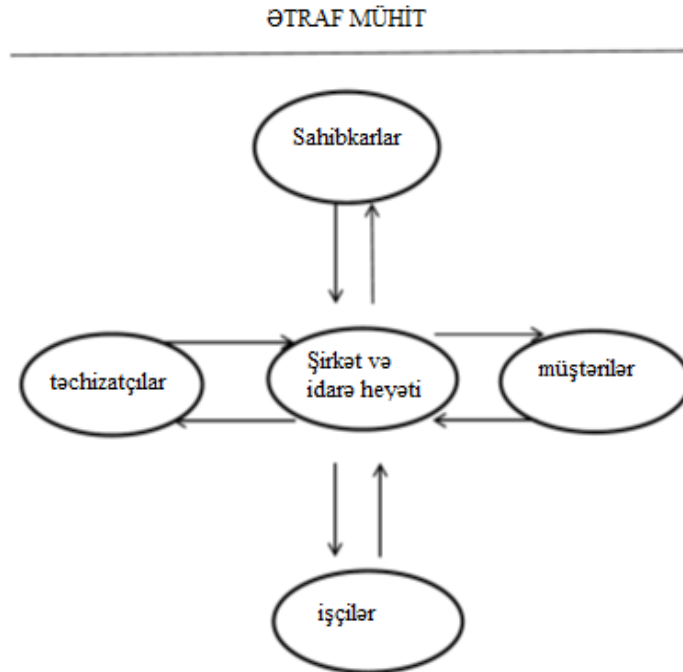 ƏTRAF MÜHİT
Sahibkarlar
təchizatçılar
Şirkət və
idarə heyəti
müştərilər
işçilər